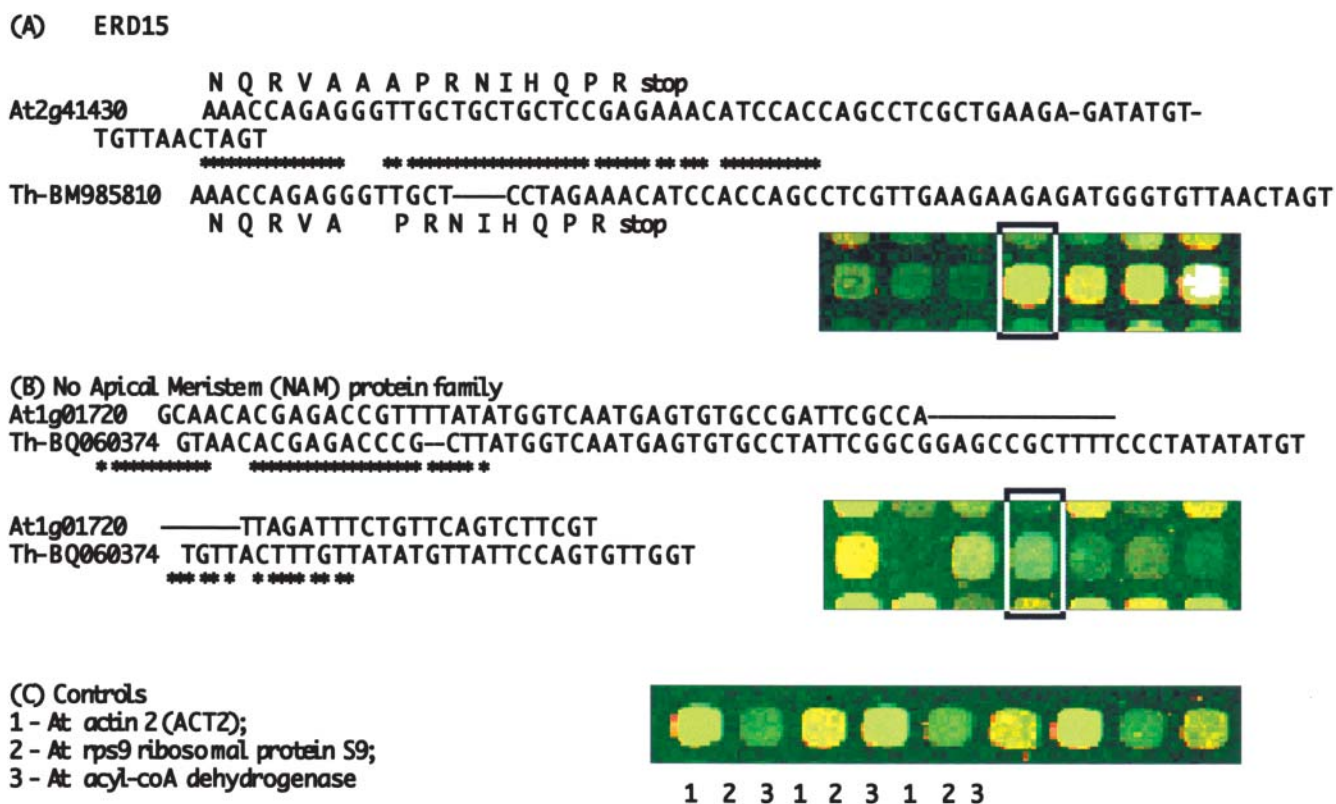 (A) ERD15
N Q R V A A A P R N I H Q P R stop
At2g41430 AAACCAGAGGGTTGCTGCTGCTCCGAGAAACATCCACCAGCCTCGCTGAAGA-GATATGT-
TGTTAACTAGT
**************** ** ****************** ***** ** *** **********
Th-BM985810 AAACCAGAGGGTTGCT——CCTAGAAACATCCACCAGCCTCGTTGAAGAAGAGATGGGTGTTAACTAGT
N Q R V A P R N I H Q P R stop
(B) No Apical Meristem (NAM) protein family
At1g01720 GCAACACGAGACCGTTTTATATGGTCAATGAGTGTGCCGATTCGCCA————————
Th-BQ060374 GTAACACGAGACCCG--CTTATGGTCAATGAGTGTGCCTATTCGGCGGAGCCGCTTTTCCCTATATATGT
* ********** ***************** ***** *
At1g01720 ————TTAGATTTCTGTTCAGTCTTCGT
Th-BQ060374 TGTTACTTTGTTATATGTTATTCCAGTGTTGGT
*** ** * * **** ** **
(C) Controls
1 - At actin 2 (ACT2);
2 - At rps9 ribosomal protein S9;
3 - At acyl-coA dehydrogenase
1 2 3 1 2 3 1 2 3